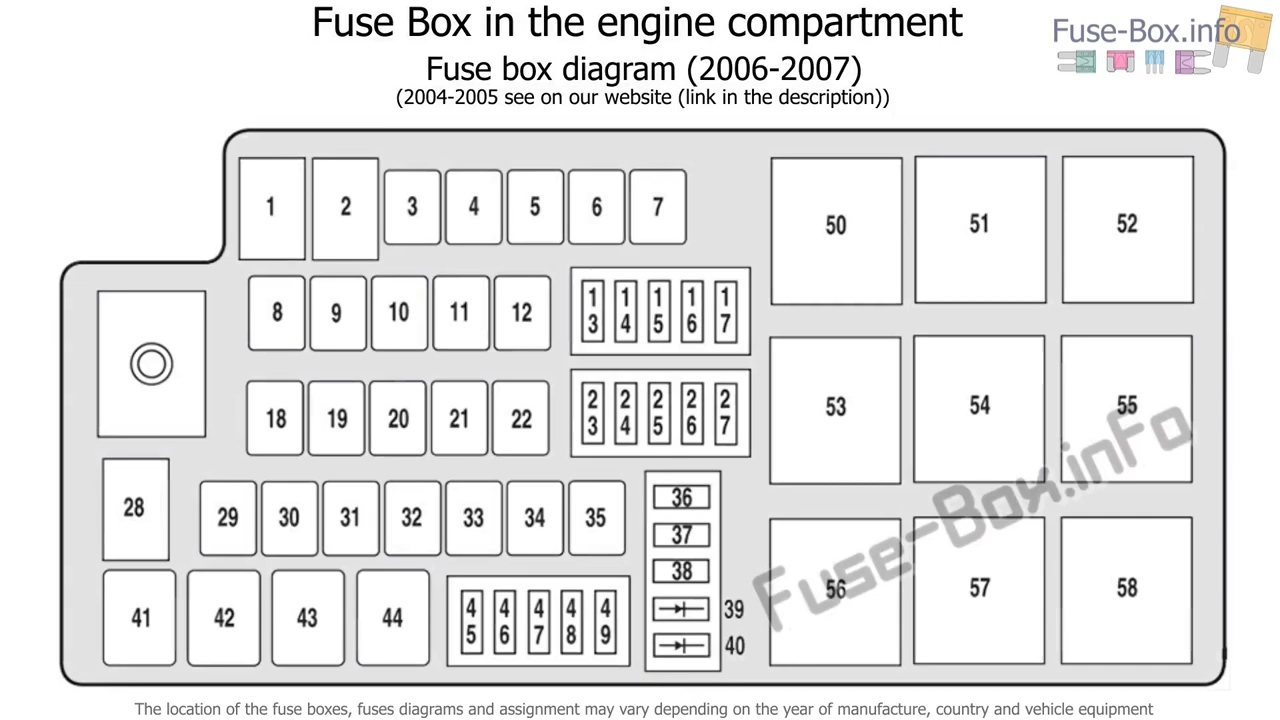 Fuse Box in the engine compartment
Fuse-Box.info
Fuse box diagram (2006-2007)
(2004-2005 see on our website (link in the description))
1 2 3 4 5 6 7
50 51 52
8 9 10 11 12 13 14 15 16 17
18 19 20 21 22 23 24 25 26 27
53 54 55
28 29 30 31 32 33 34 35
36
37
38
39
40
41 42 43 44 45 46 47 48 49
56 57 58
Fuse-Box.info
The location of the fuse boxes, fuses diagrams and assignment may vary depending on the year of manufacture, country and vehicle equipment